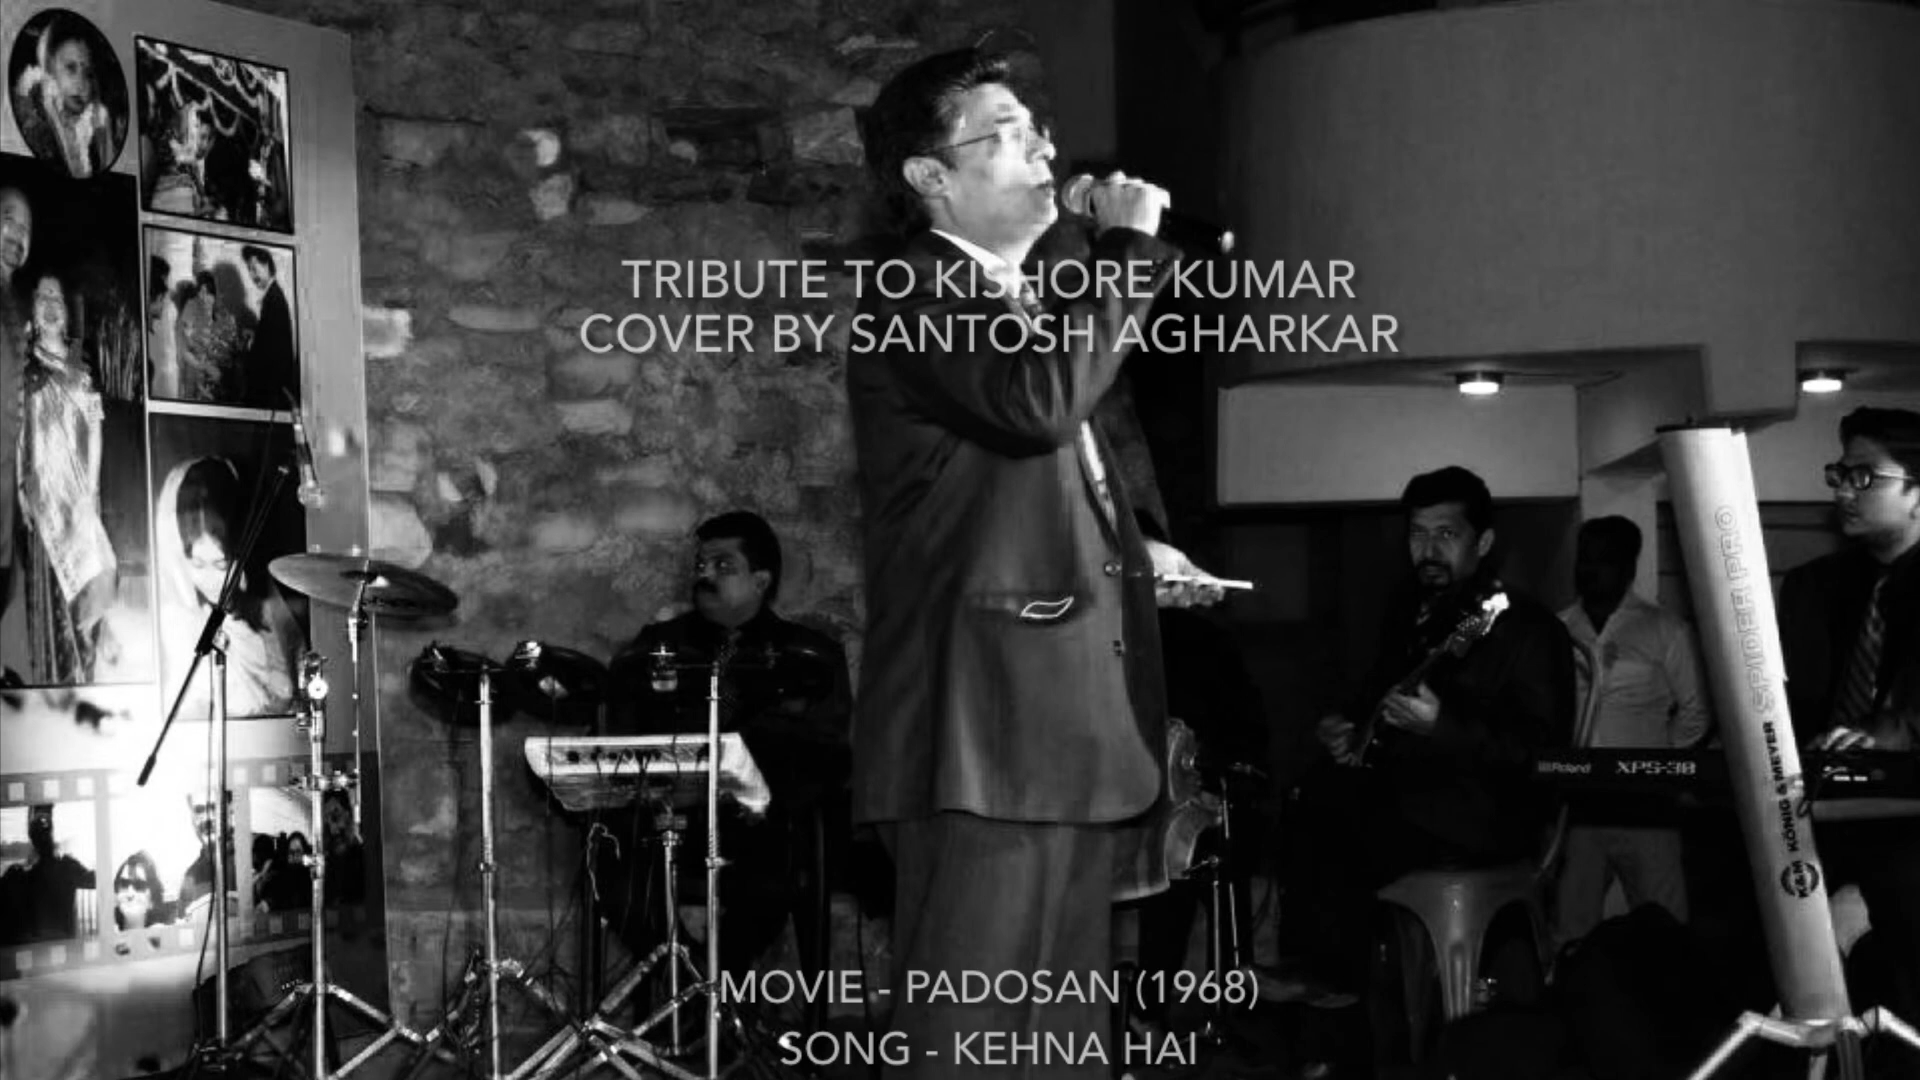 TRIBUTE TO KISHORE KUMAR
COVER BY SANTOSH AGHARKAR
SPIDER PRO
KÖNIG & MEYER
K&M
Roland XPS-30
MOVIE - PADOSAN (1968)
SONG - KEHNA HAI